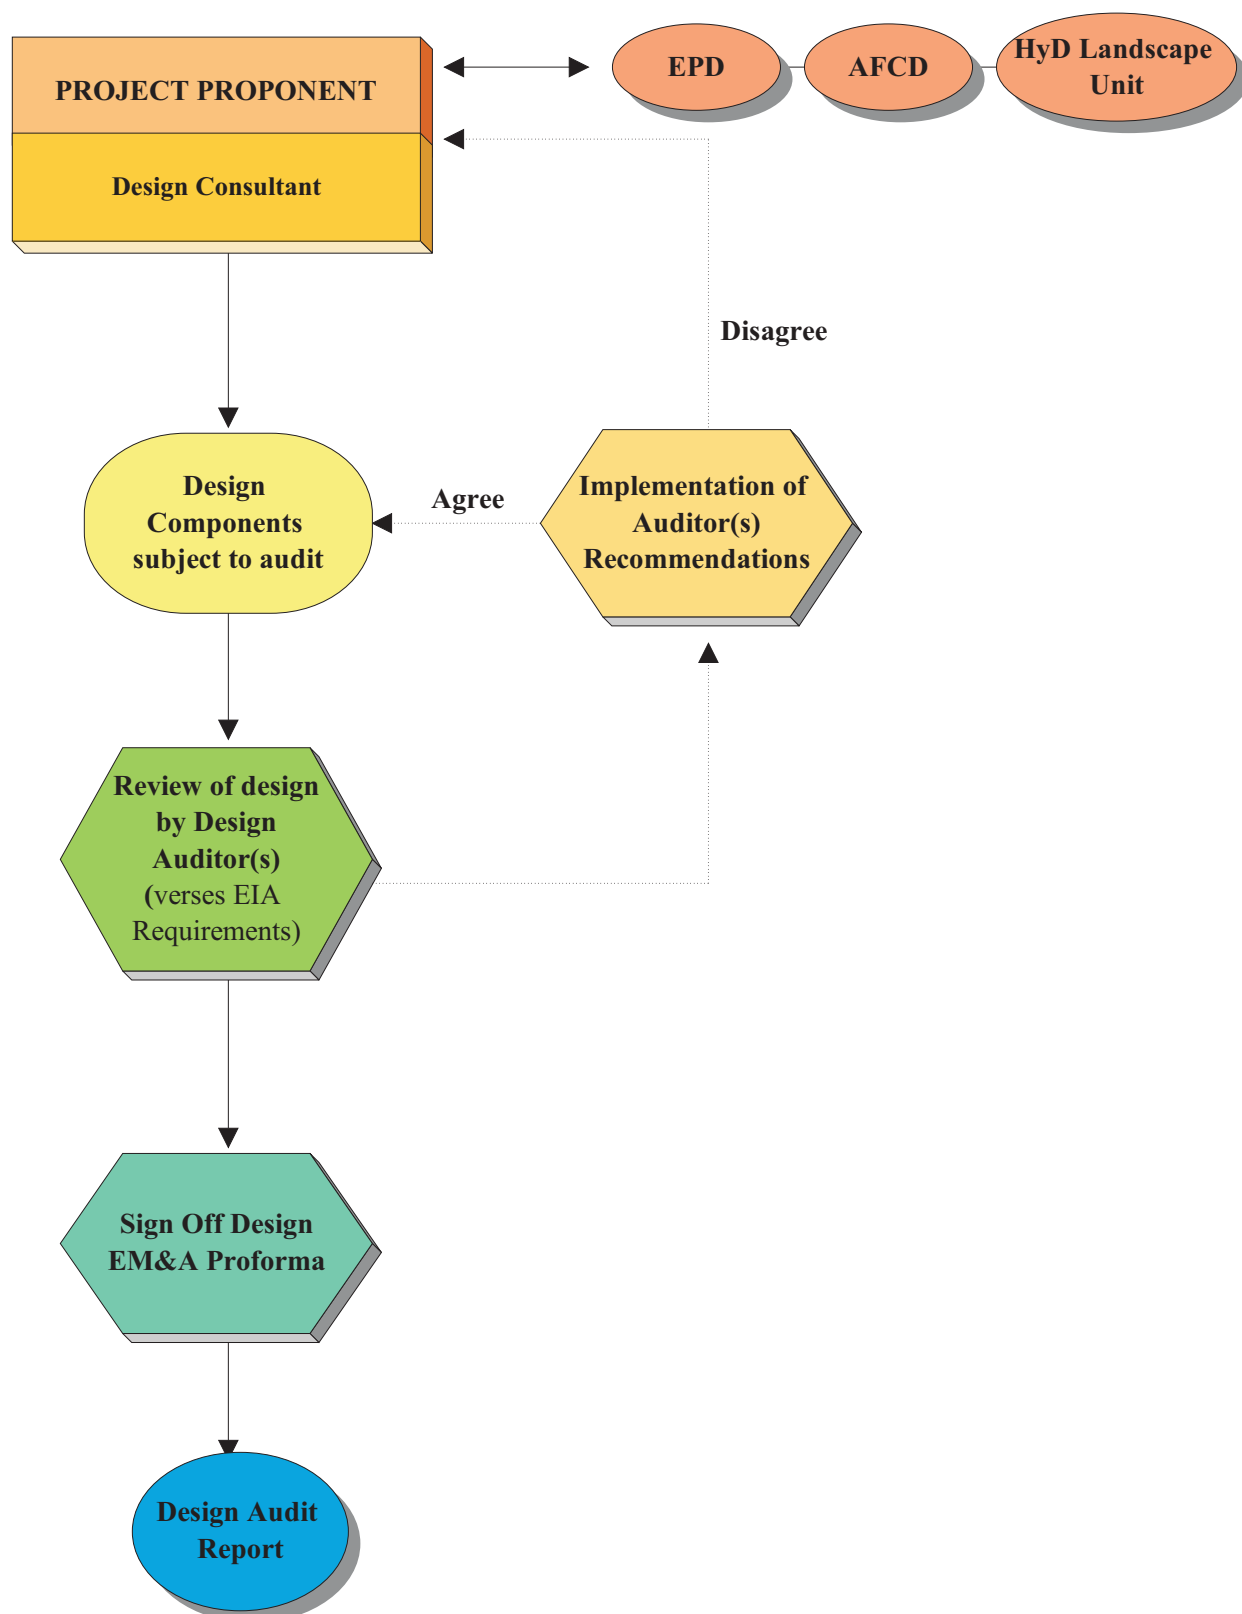 PROJECT PROPONENT
Design Consultant
EPD
AFCD
HyD Landscape
Unit
Disagree
Agree
Design
Components
subject to audit
Implementation of
Auditor(s)
Recommendations
Review of design
by Design
Auditor(s)
(verses EIA
Requirements)
Sign Off Design
EM&A Proforma
Design Audit
Report